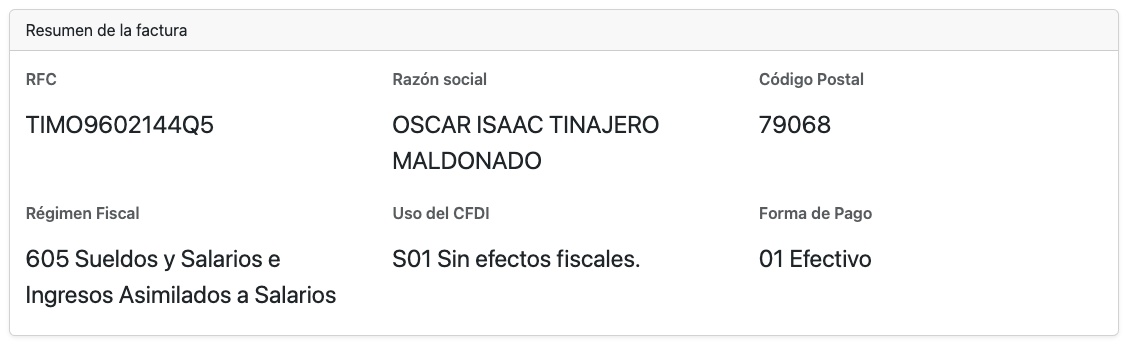 Resumen de la factura
RFC
Razón social
Código Postal
TIMO9602144Q5
OSCAR ISAAC TINAJERO
MALDONADO
79068
Régimen Fiscal
Uso del CFDI
Forma de Pago
605 Sueldos y Salarios e
Ingresos Asimilados a Salarios
S01 Sin efectos fiscales.
01 Efectivo